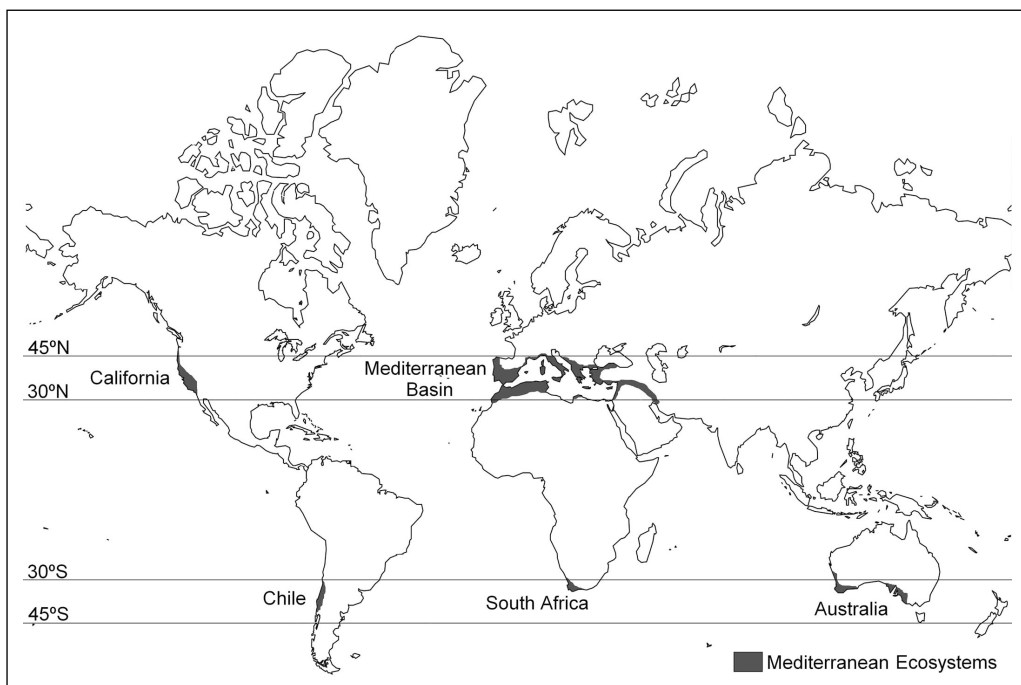 45ºN
California
Mediterranean
Basin
30ºN
30ºS
Chile
South Africa
Australia
45ºS
Mediterranean Ecosystems